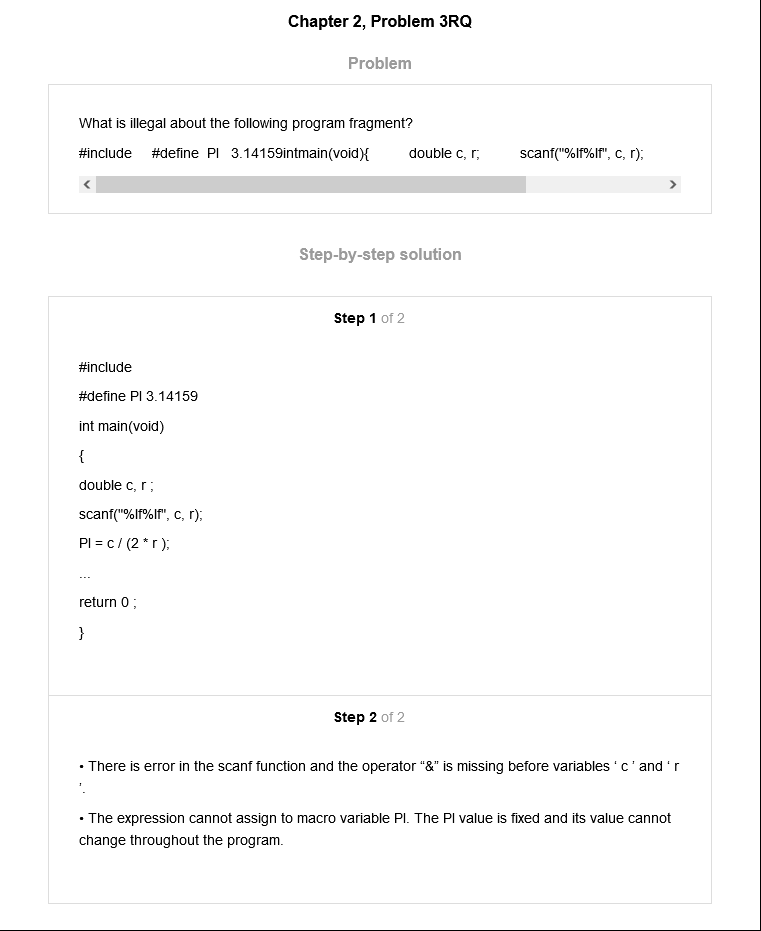 Chapter 2, Problem 3RQ
Problem
What is illegal about the following program fragment?
#include #define PI 3.14159intmain(void){ double c, r; scanf("%lf%lf", c, r);
Step-by-step solution
Step 1 of 2
#include
#define PI 3.14159
int main(void)
{
double c, r ;
scanf("%lf%lf", c, r);
PI = c / (2 * r );
...
return 0 ;
}
Step 2 of 2
• There is error in the scanf function and the operator “&” is missing before variables ‘ c ’ and ‘ r
’.
• The expression cannot assign to macro variable PI. The PI value is fixed and its value cannot
change throughout the program.